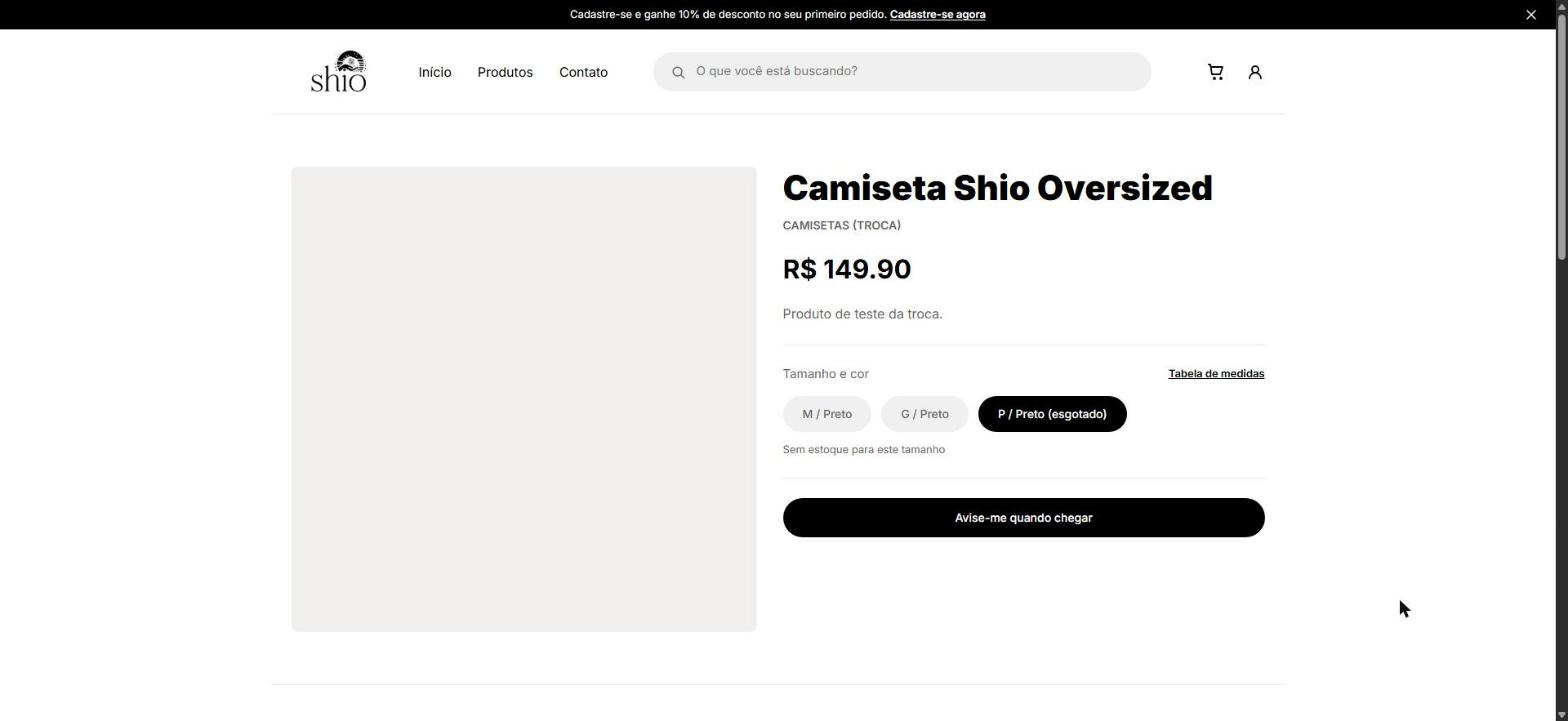 Cadastre-se e ganhe 10% de desconto no seu primeiro pedido. Cadastre-se agora
shio
Início
Produtos
Contato
O que você está buscando?
Camiseta Shio Oversized
CAMISETAS (TROCA)
R$ 149.90
Produto de teste da troca.
Tamanho e cor
Tabela de medidas
M / Preto
G / Preto
P / Preto (esgotado)
Sem estoque para este tamanho
Avise-me quando chegar